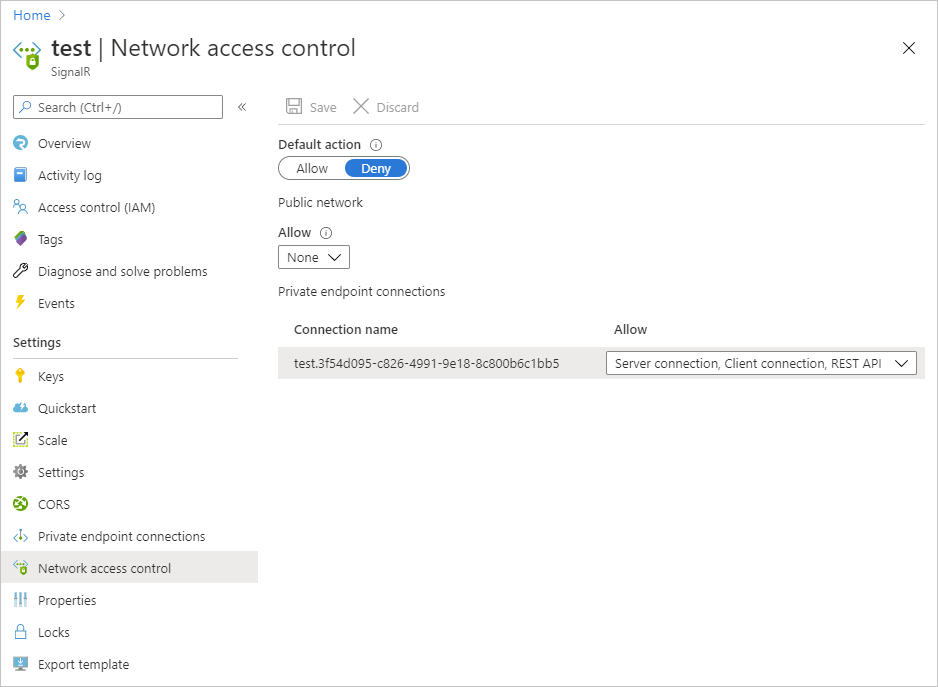 Home
test | Network access control
SignalR
Search (Ctrl+/)
Overview
Activity log
Access control (IAM)
Tags
Diagnose and solve problems
Events
Settings
Keys
Quickstart
Scale
Settings
CORS
Private endpoint connections
Network access control
Properties
Locks
Export template
Save Discard
Default action
Allow Deny
Public network
Allow
None
Private endpoint connections
Connection name Allow
test.3f54d095-c826-4991-9e18-8c800b6c1bb5 Server connection, Client connection, REST API